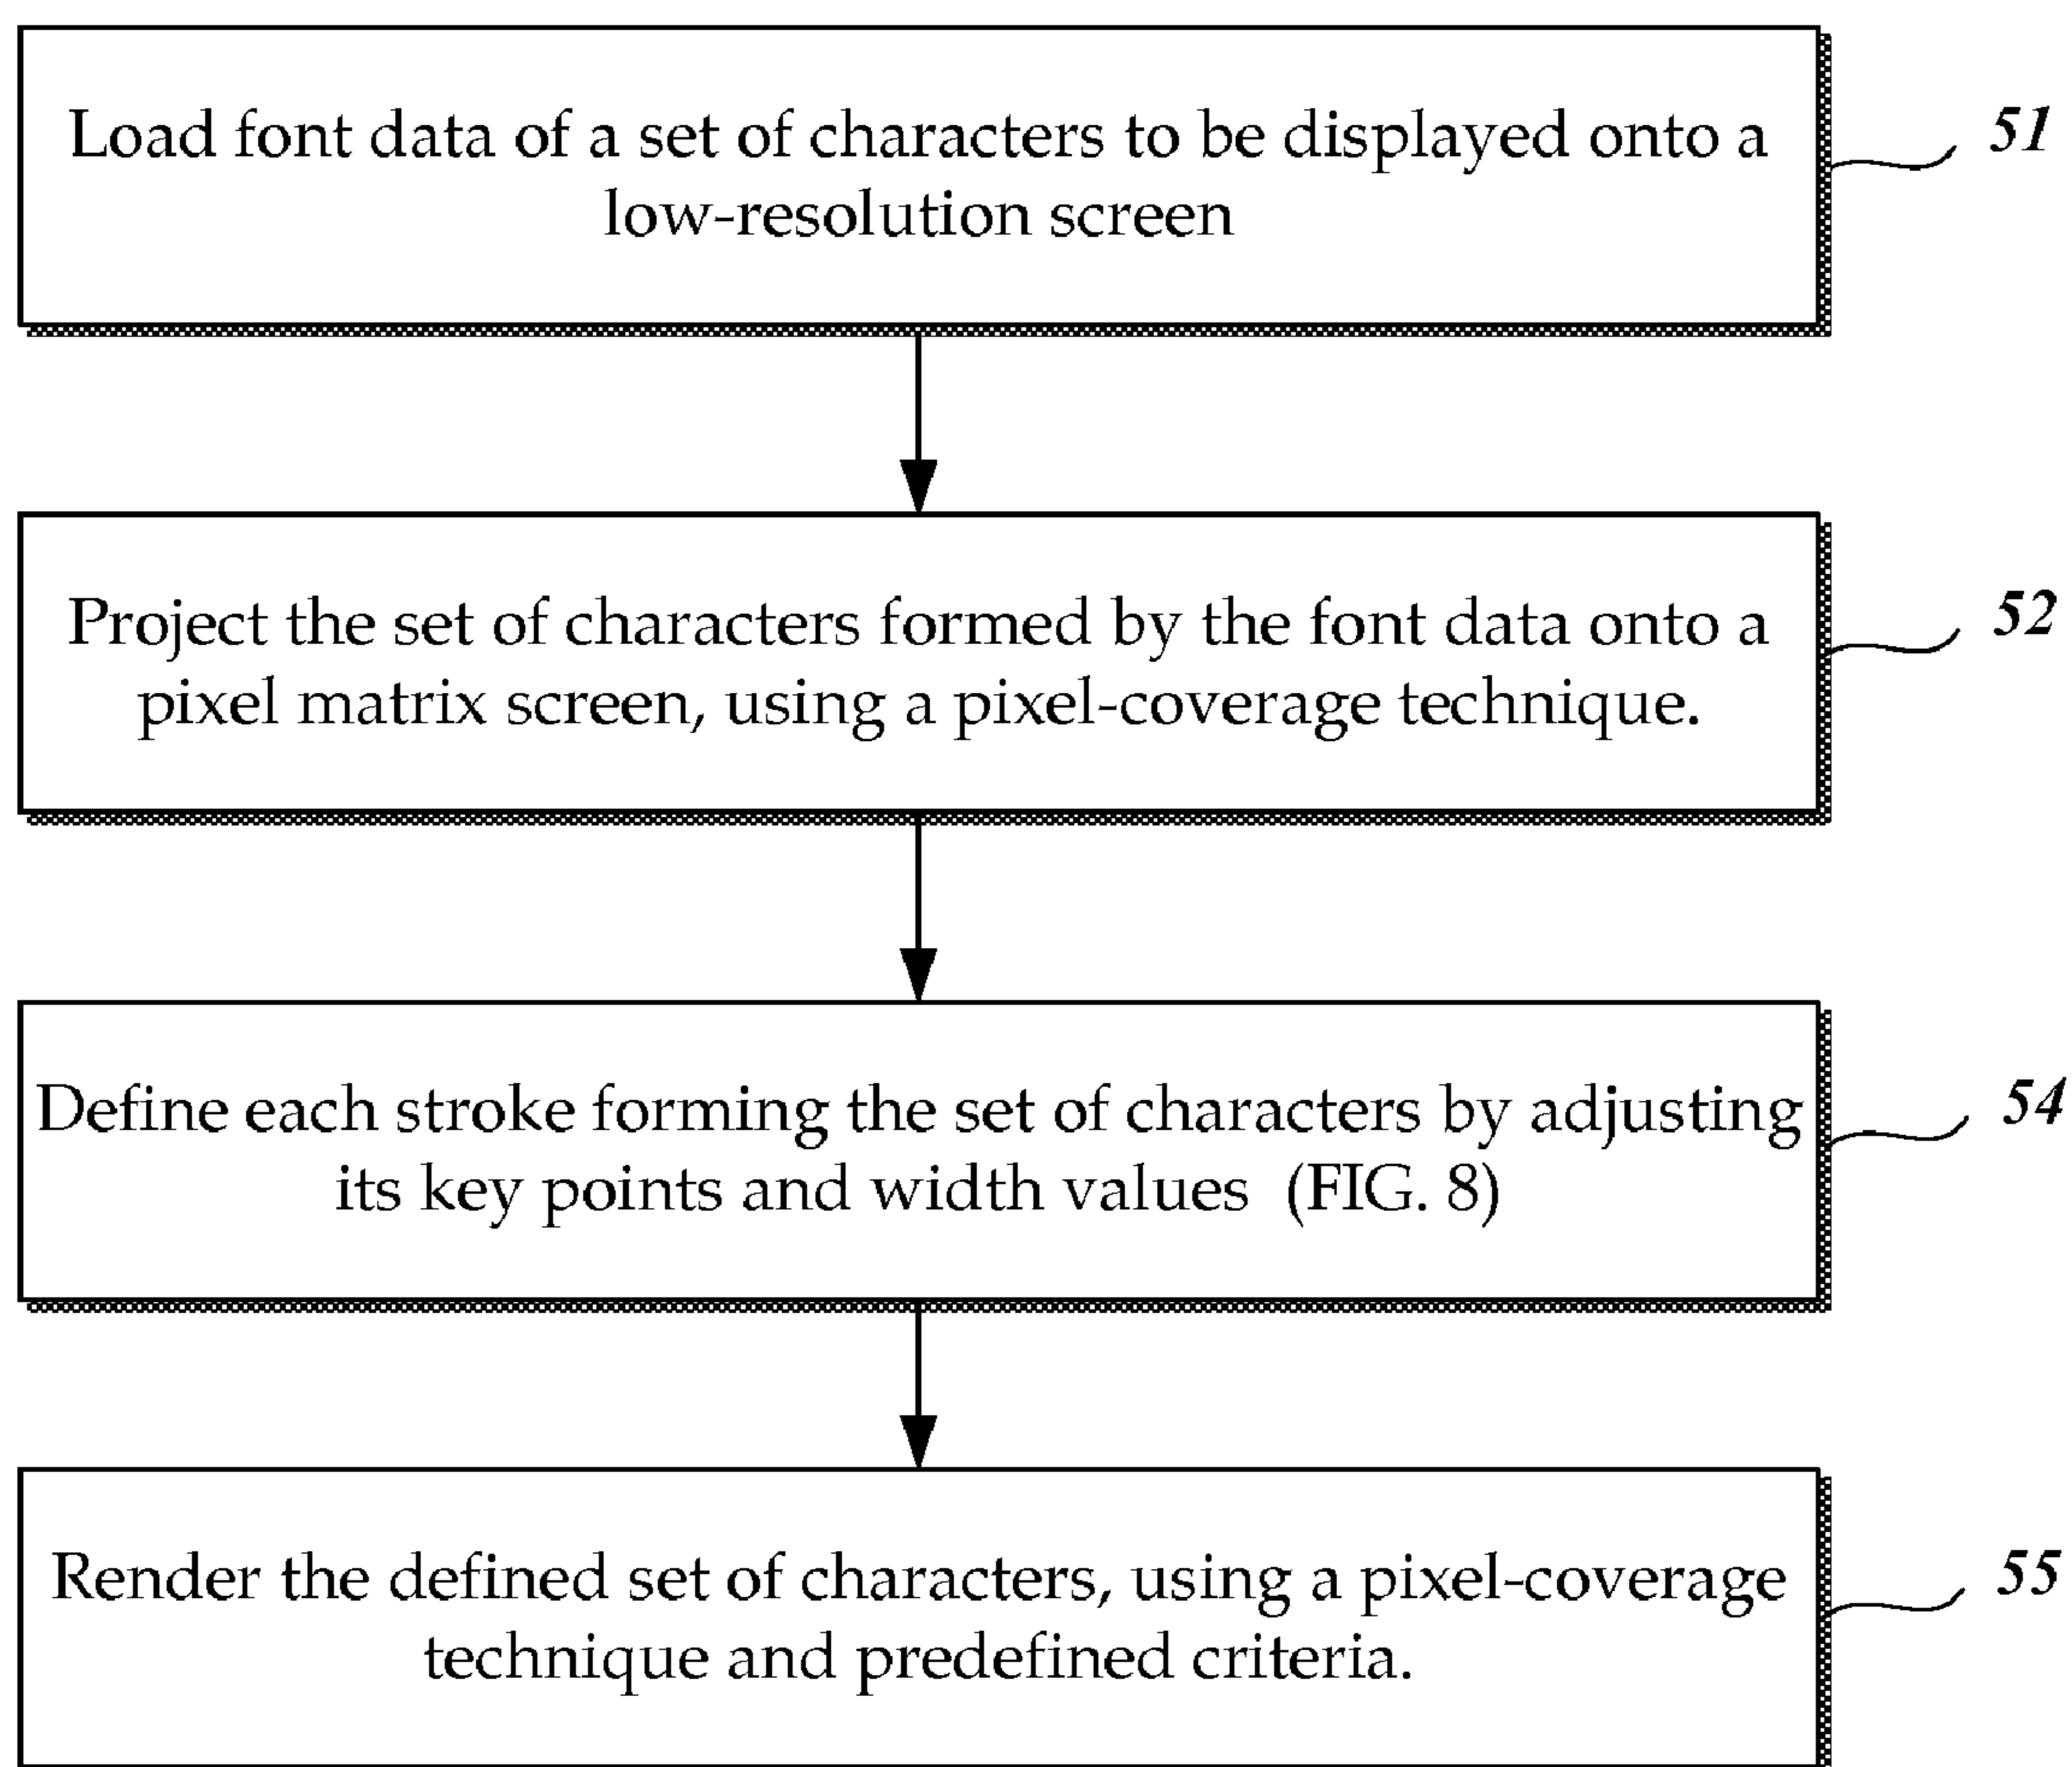 Load font data of a set of characters to be displayed onto a
low-resolution screen
51
Project the set of characters formed by the font data onto a
pixel matrix screen, using a pixel-coverage technique.
52
Define each stroke forming the set of characters by adjusting
its key points and width values (FIG. 8)
54
Render the defined set of characters, using a pixel-coverage
technique and predefined criteria.
55